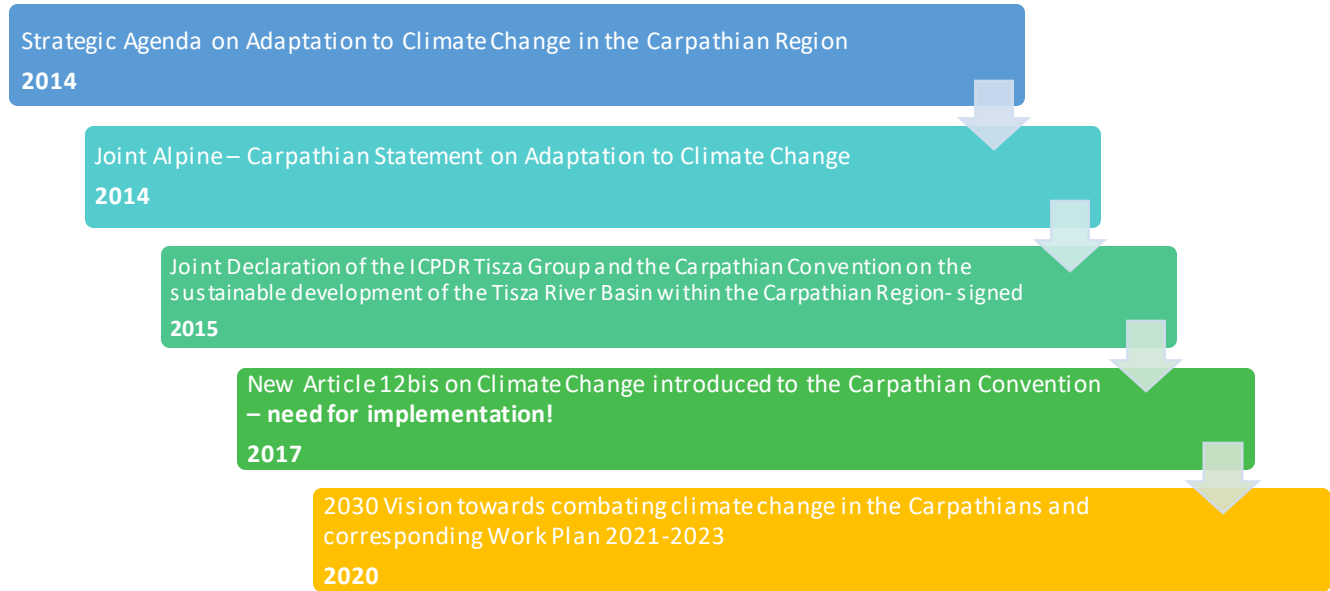 Strategic Agenda on Adaptation to Climate Change in the Carpathian Region
2014
Joint Alpine – Carpathian Statement on Adaptation to Climate Change
2014
Joint Declaration of the ICPDR Tisza Group and the Carpathian Convention on the
sustainable development of the Tisza River Basin within the Carpathian Region- signed
2015
New Article 12bis on Climate Change introduced to the Carpathian Convention
– need for implementation!
2017
2030 Vision towards combating climate change in the Carpathians and
corresponding Work Plan 2021-2023
2020